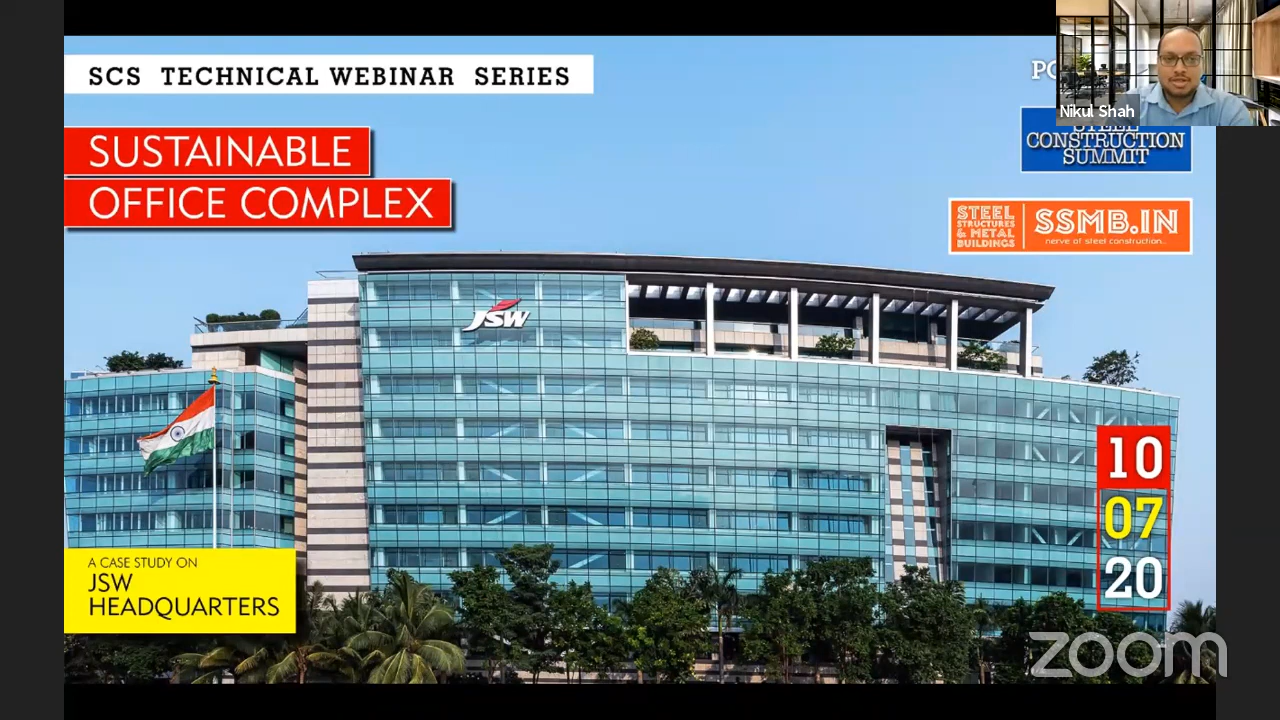 SCS TECHNICAL WEBINAR SERIES
SUSTAINABLE
OFFICE COMPLEX
Nikul Shah
STEEL
CONSTRUCTION
SUMMIT
STEEL
STRUCTURES
& METAL
BUILDINGS
SSMB.IN
nerve of steel construction..
JSW
10
07
20
A CASE STUDY ON
JSW
HEADQUARTERS
zoom